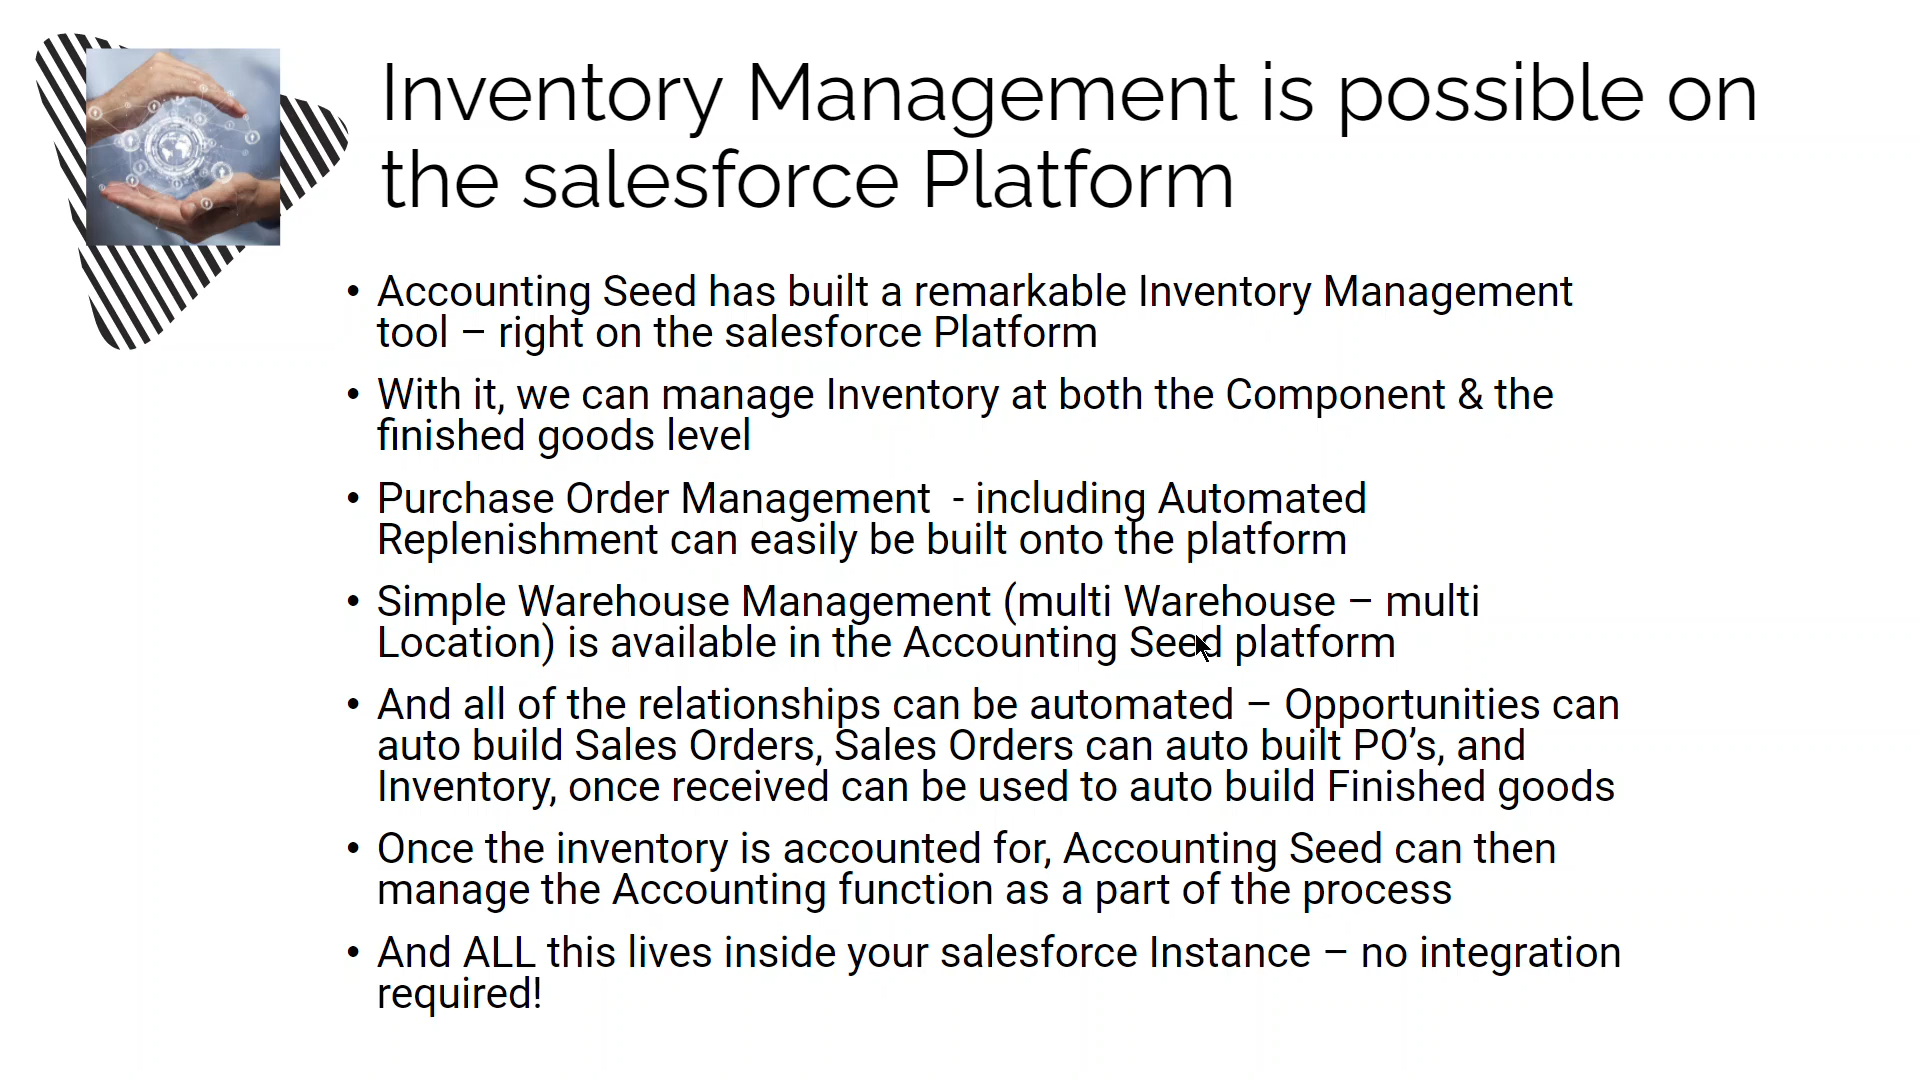 Inventory Management is possible on
the salesforce Platform
• Accounting Seed has built a remarkable Inventory Management
tool – right on the salesforce Platform
• With it, we can manage Inventory at both the Component & the
finished goods level
• Purchase Order Management  - including Automated
Replenishment can easily be built onto the platform
• Simple Warehouse Management (multi Warehouse – multi
Location) is available in the Accounting Seed platform
• And all of the relationships can be automated – Opportunities can
auto build Sales Orders, Sales Orders can auto built PO’s, and
Inventory, once received can be used to auto build Finished goods
• Once the inventory is accounted for, Accounting Seed can then
manage the Accounting function as a part of the process
• And ALL this lives inside your salesforce Instance – no integration
required!